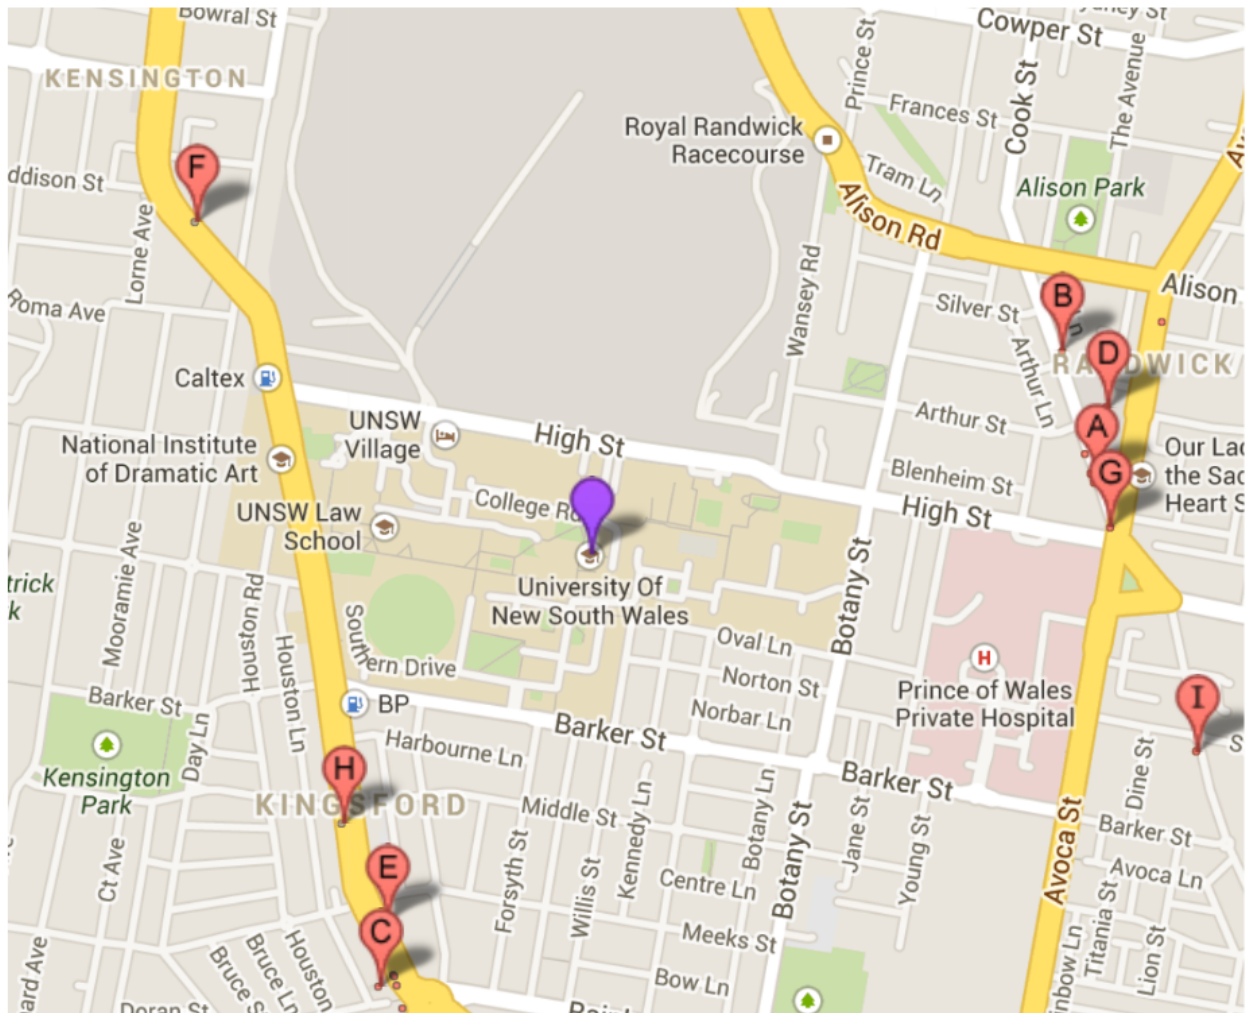 Bowral St
KENSINGTON
ddison St
F
Lorne Ave
Roma Ave
Royal Randwick
Racecourse
Prince St
Cowper St
Cook St
The Avenue
Frances St
Tram Ln
Alison Park
Alison Rd
Alison
Wansey Rd
Silver St
B
D
RANDWICK
Arthur Ln
Arthur St
A
G
Our Lac
the Sac
Heart S
Blenheim St
High St
Caltex
UNSW
Village
High St
National Institute
of Dramatic Art
College Rd
UNSW Law
School
University Of
New South Wales
Botany St
trick
k
Mooramie Ave
Houston Rd
Houston Ln
Southern Drive
Oval Ln
Norton St
Norbar Ln
H
Prince of Wales
Private Hospital
I
S
Barker St
Day Ln
BP
Kensington
Park
Harbourne Ln
Barker St
Barker St
Dine St
Barker St
H
KINGSFORD
Middle St
Kennedy Ln
Botany Ln
Botany St
Jane St
Young St
Avoca St
Avoca Ln
Ct Ave
E
Forsyth St
Willis St
Centre Ln
Meeks St
Titania St
Lion St
C
Houston
Bruce Ln
Bruce S
ard Ave
Doran St
Bow Ln
nbow Ln